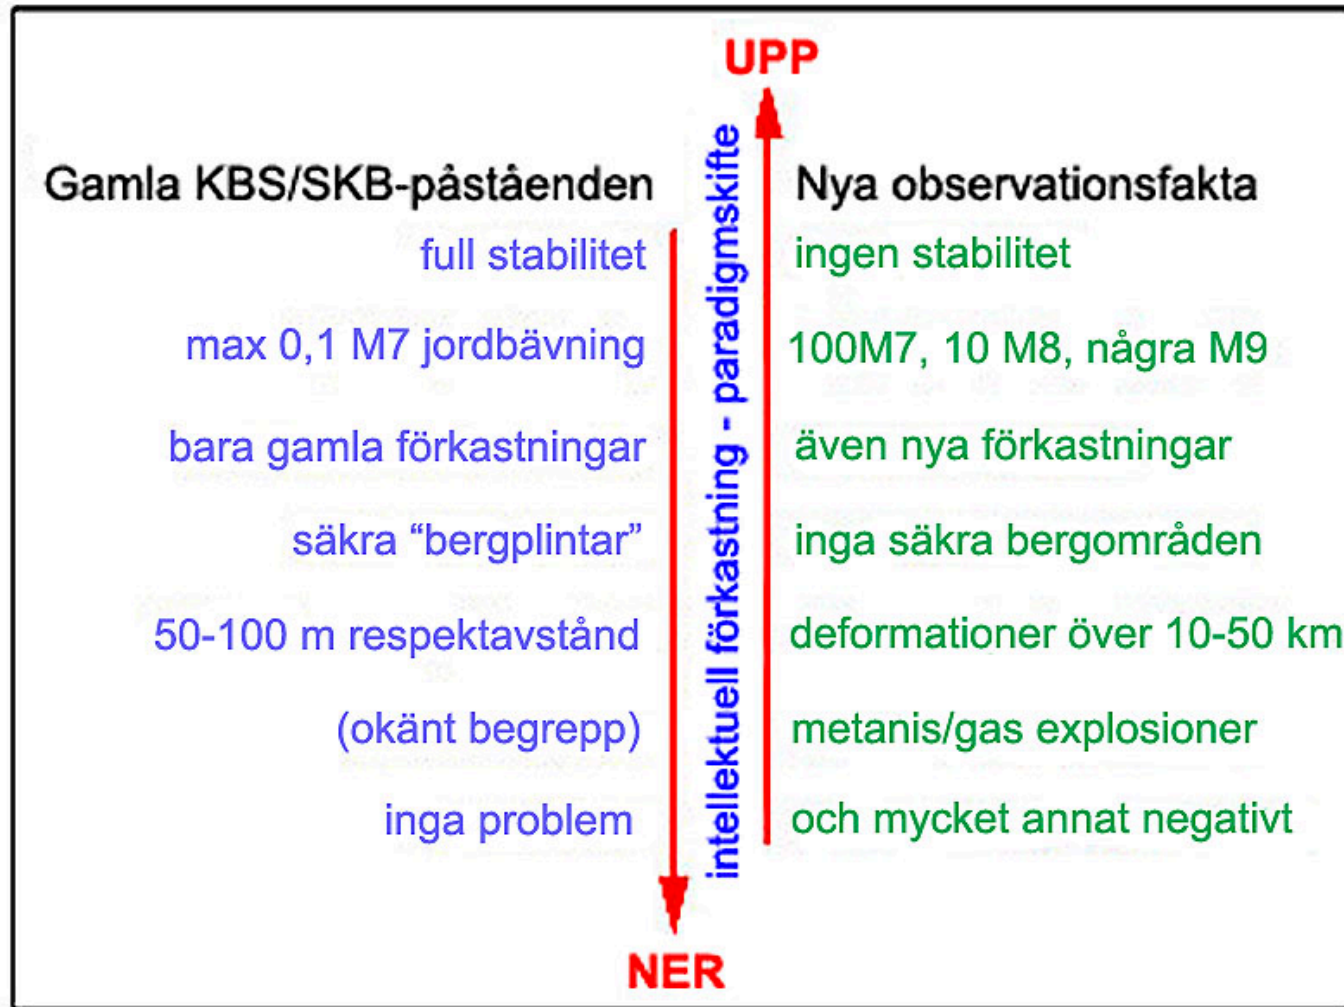 UPP
Gamla KBS/SKB-påståenden
Nya observationsfakta
full stabilitet
ingen stabilitet
max 0,1 M7 jordbävning
100M7, 10 M8, några M9
bara gamla förkastningar
även nya förkastningar
säkra “bergplintar”
inga säkra bergområden
50-100 m respektavstånd
deformationer över 10-50 km
(okänt begrepp)
metanis/gas explosioner
inga problem
och mycket annat negativt
intellektuell förkastning - paradigmskifte
NER